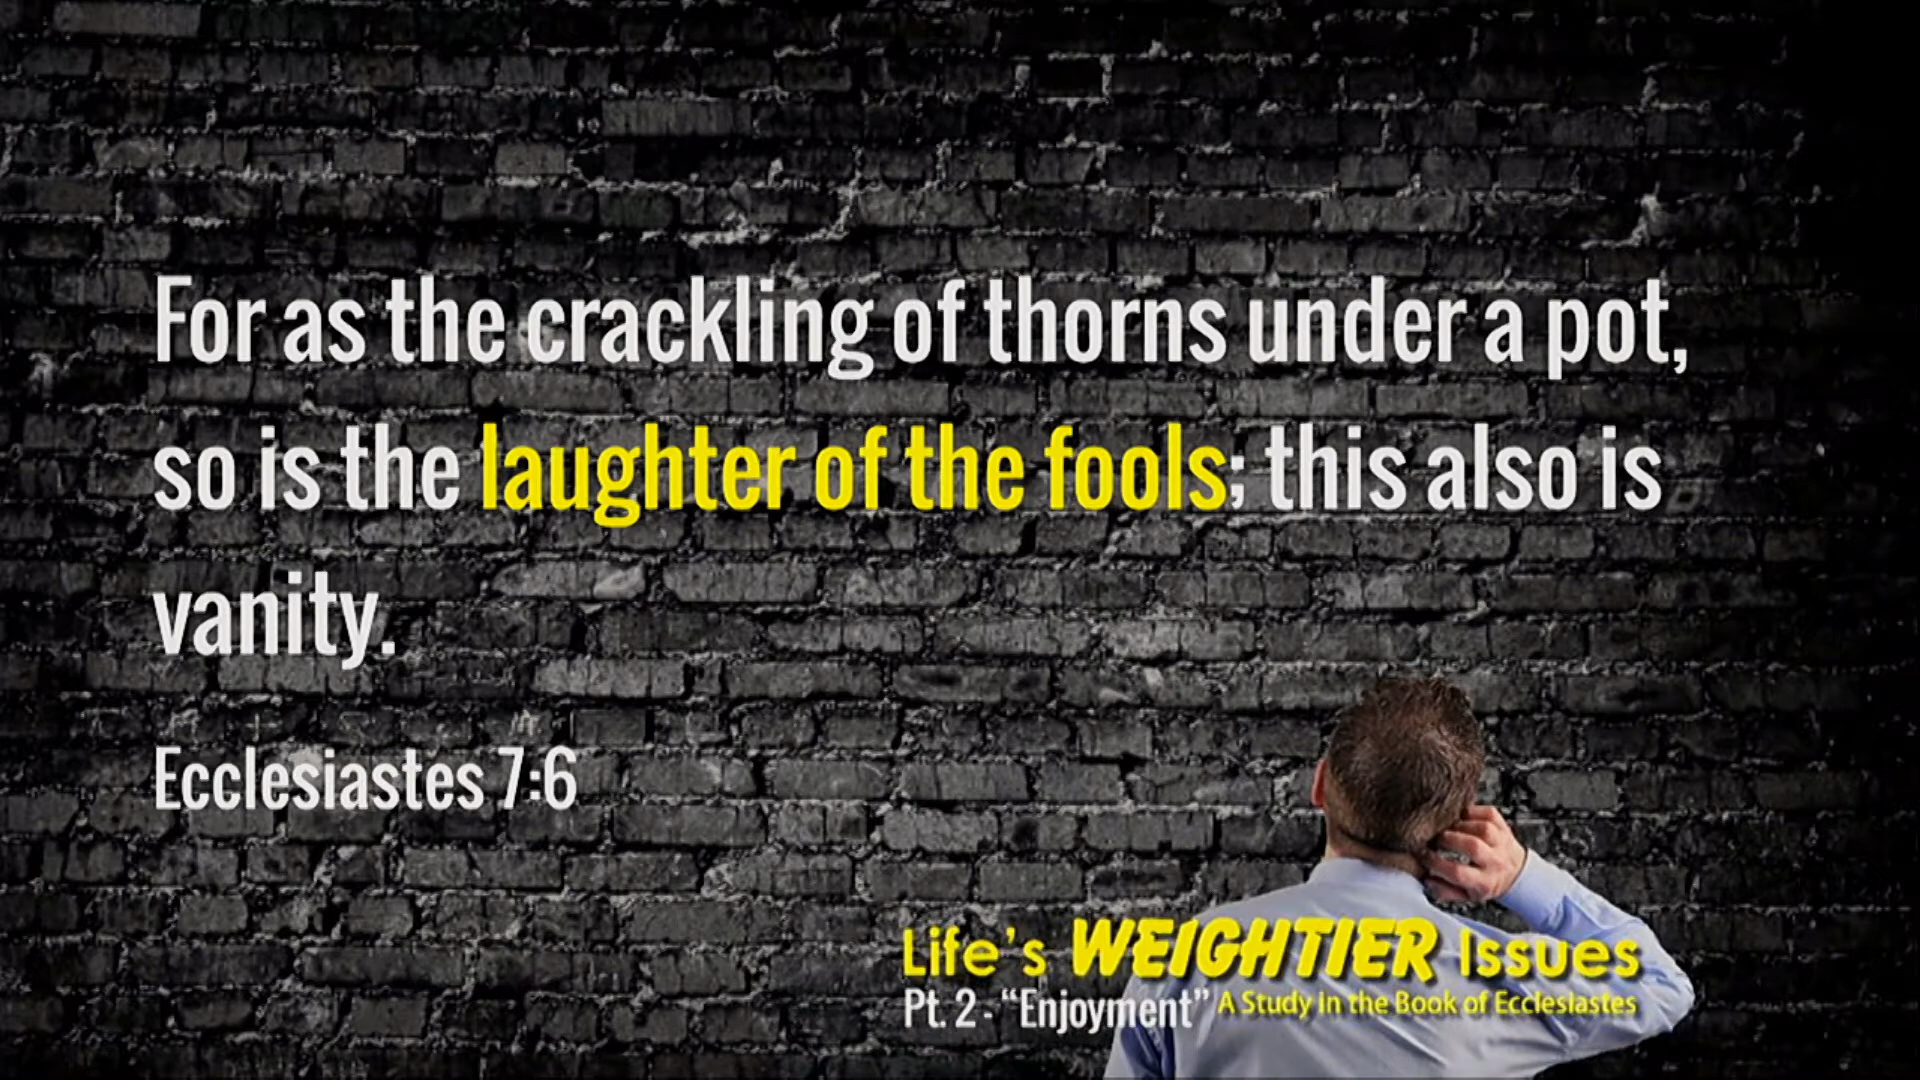 For as the crackling of thorns under a pot,
so is the laughter of the fools; this also is
vanity.
Ecclesiastes 7:6
Life's WEIGHTIER Issues
Pt. 2 - “Enjoyment” A Study in the Book of Ecclesiastes